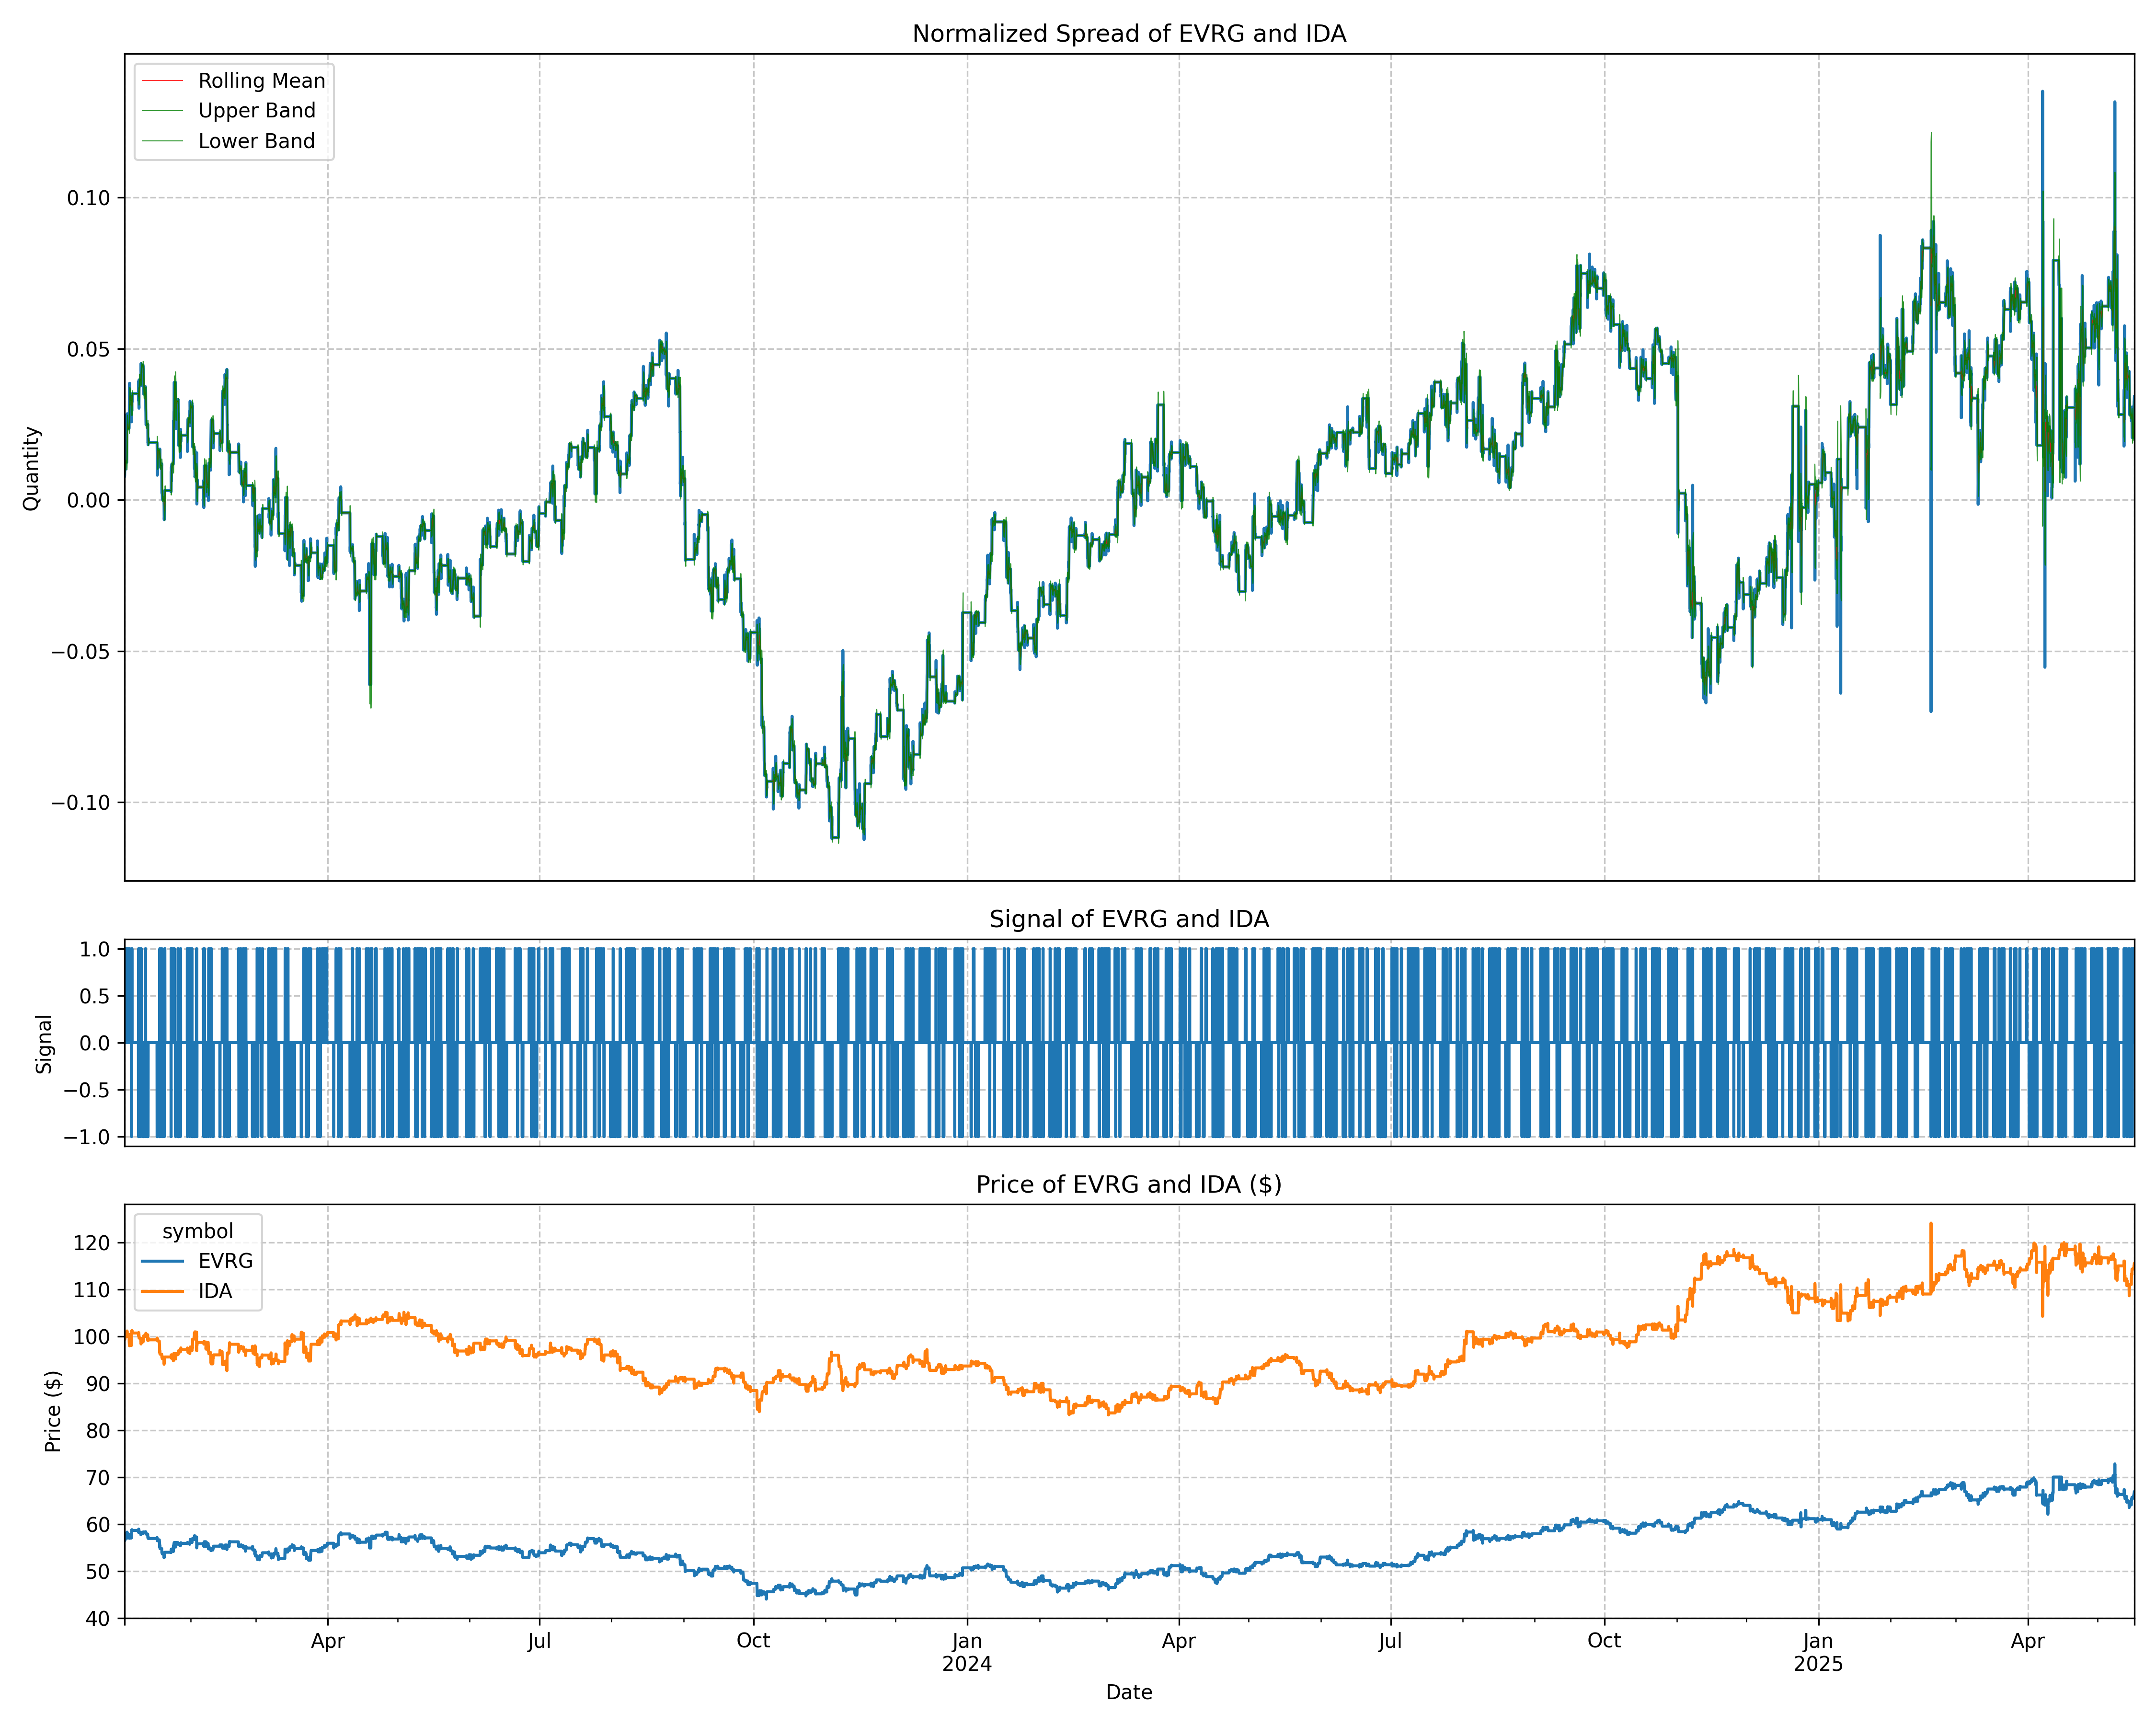 Normalized Spread of EVRG and IDA
Rolling Mean
Upper Band
Lower Band
Quantity
0.10
0.05
0.00
−0.05
−0.10
Signal of EVRG and IDA
Signal
1.0
0.5
0.0
−0.5
−1.0
Price of EVRG and IDA ($)
symbol
EVRG
IDA
Price ($)
120
110
100
90
80
70
60
50
40
Apr
Jul
Oct
Jan
2024
Apr
Jul
Oct
Jan
2025
Apr
Date